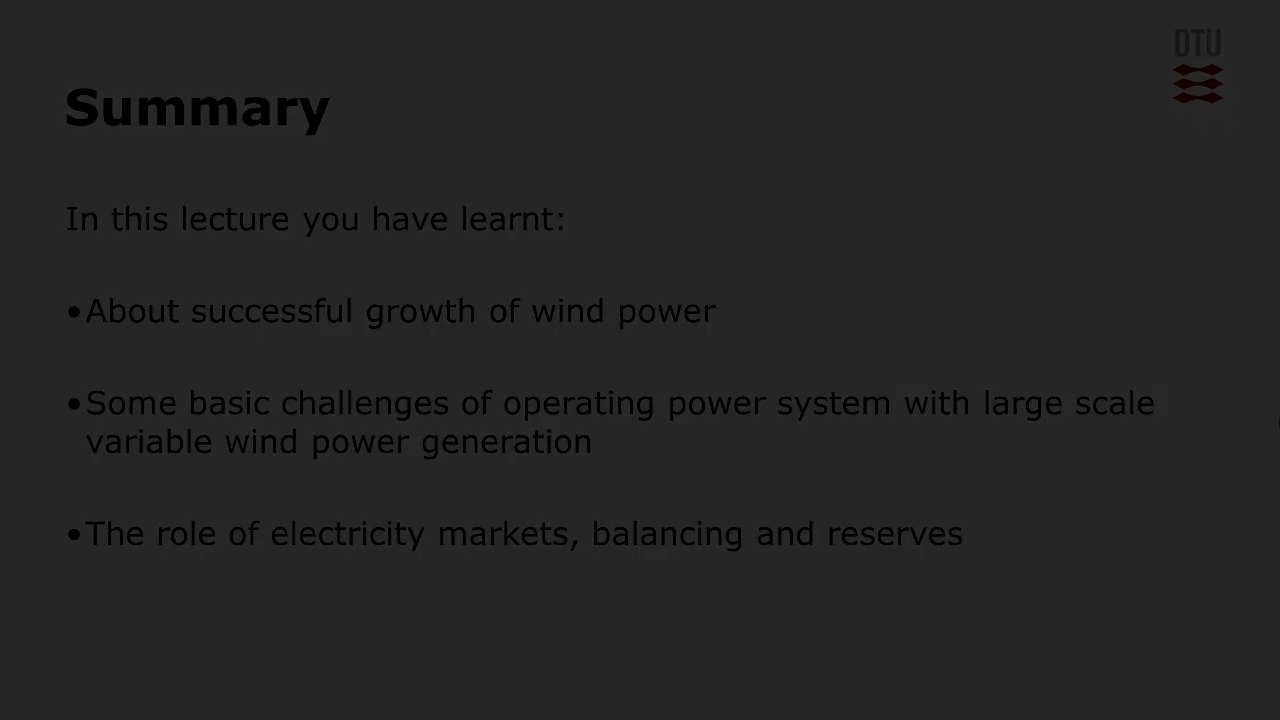 DTU
Summary
In this lecture you have learnt:
•About successful growth of wind power
•Some basic challenges of operating power system with large scale
variable wind power generation
•The role of electricity markets, balancing and reserves